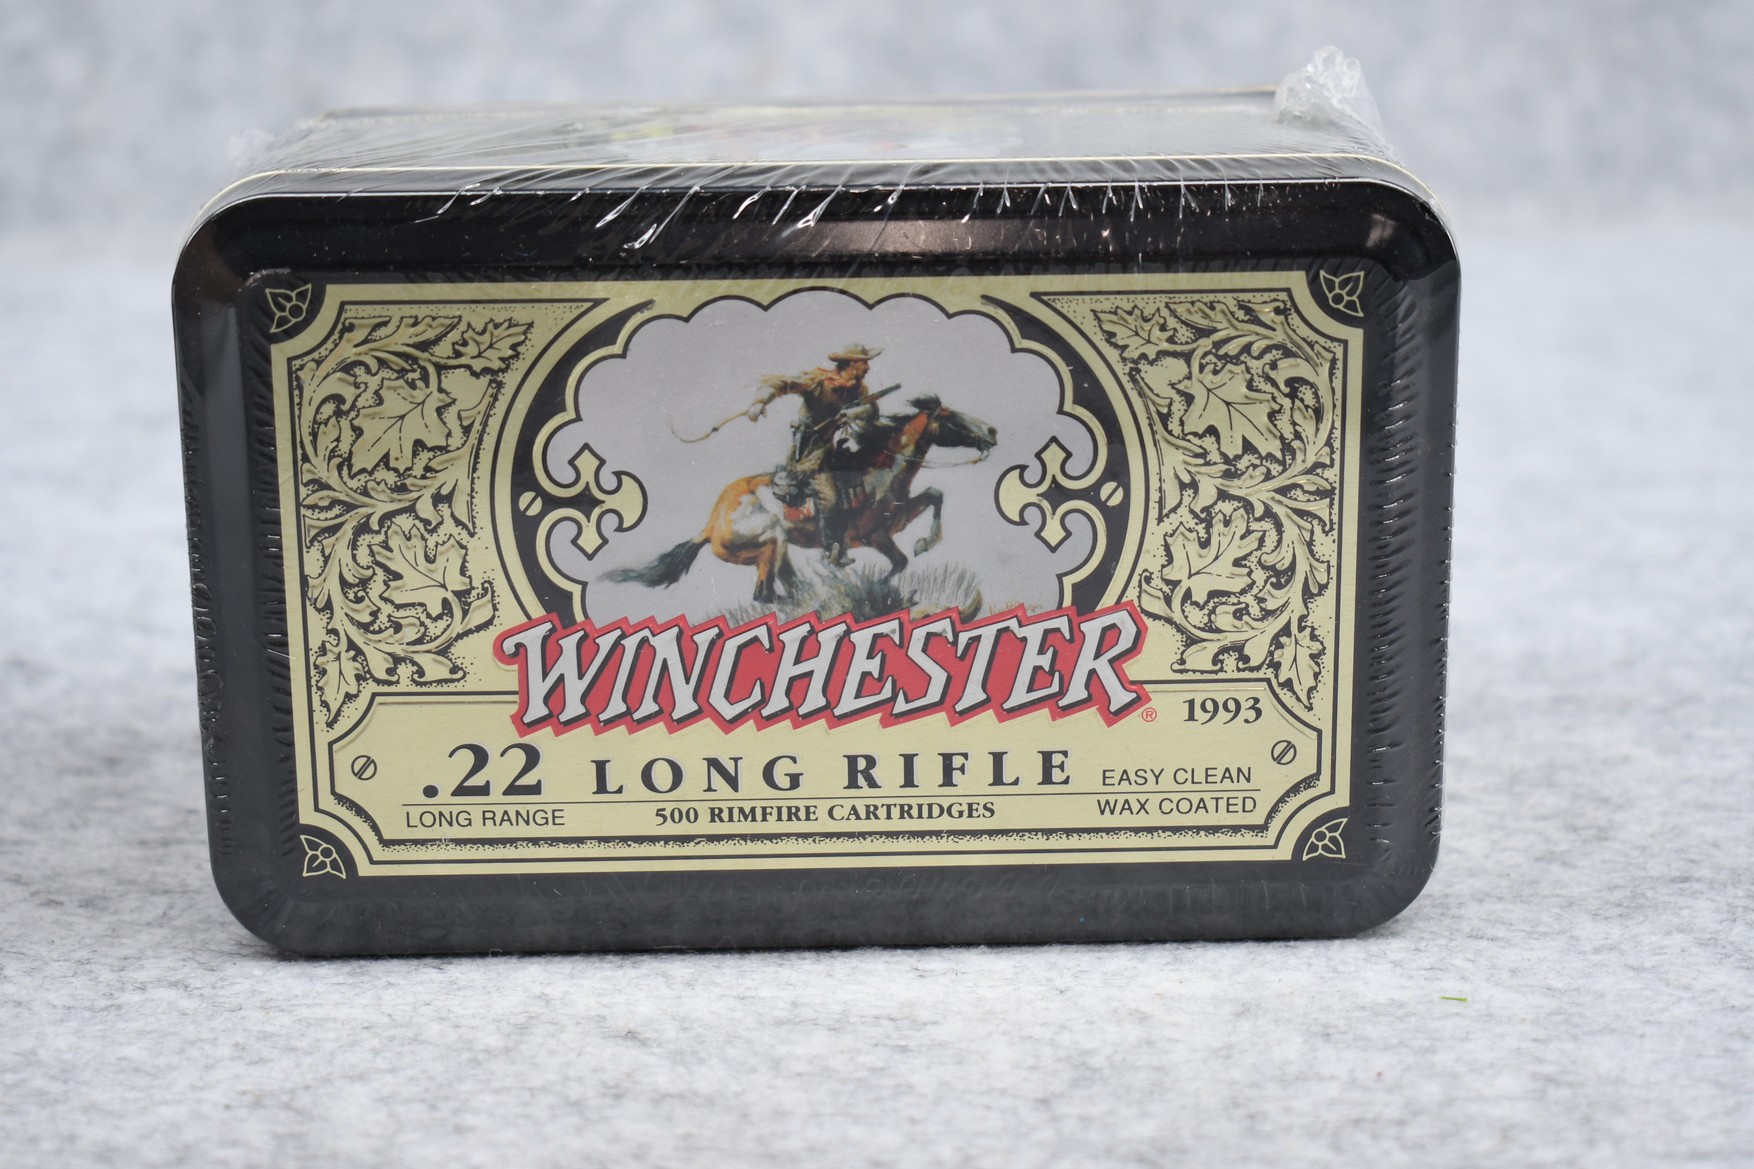 WINCHESTER®
1993
.22 LONG RIFLE
EASY CLEAN
LONG RANGE
500 RIMFIRE CARTRIDGES
WAX COATED